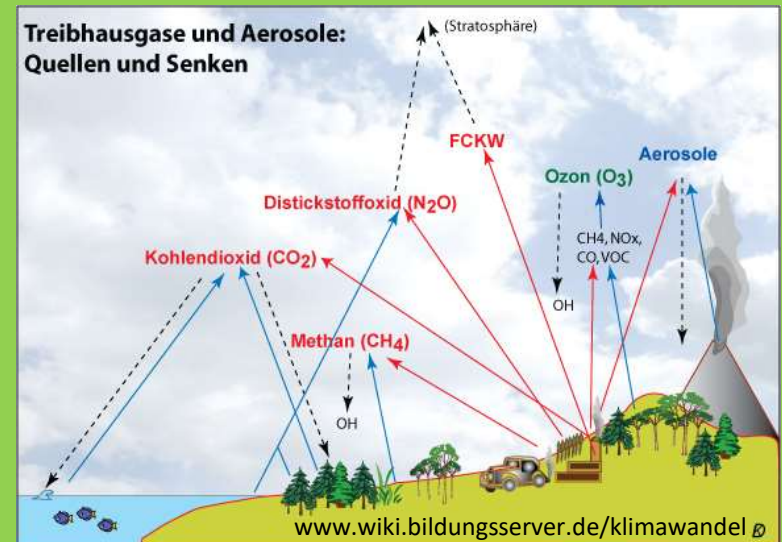 Treibhausgase und Aerosole:
Quellen und Senken
(Stratosphäre)
FCKW
Aerosole
Ozon (O3)
Distickstoffoxid (N2O)
CH4, NOx,
CO, VOC
Kohlendioxid (CO2)
OH
Methan (CH4)
OH
www.wiki.bildungsserver.de/klimawandel